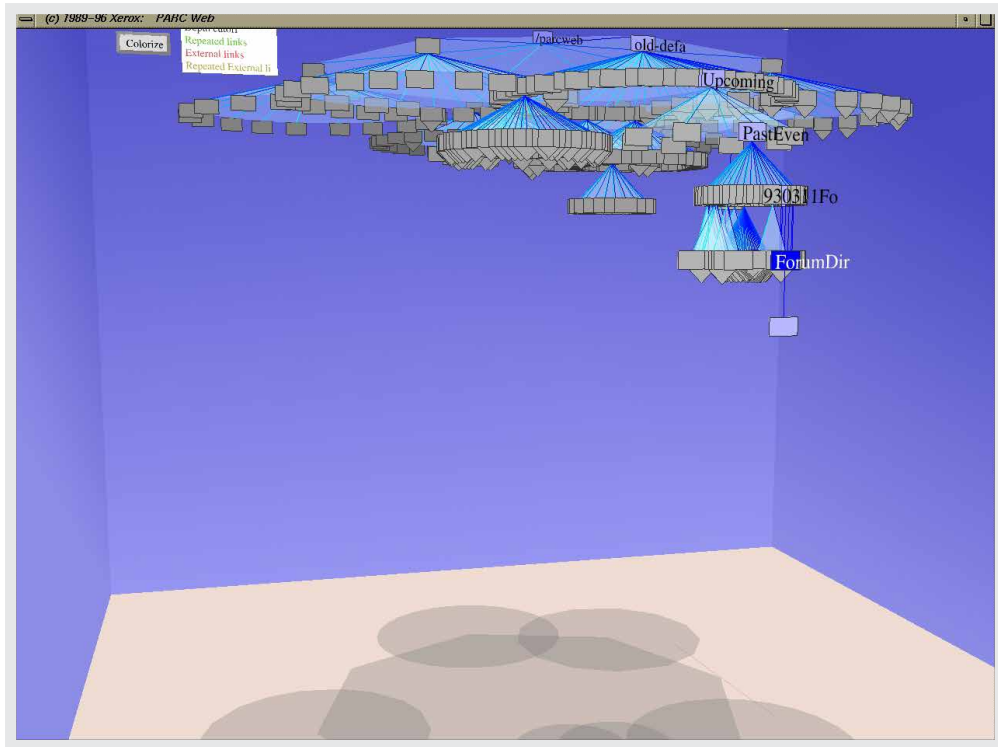 (c) 1989-96 Xerox: PARC Web
Colorize
Repeated links
External links
Repeated External li
/parcweb
old-defa
Upcoming
PastEven
930311Fo
ForumDir